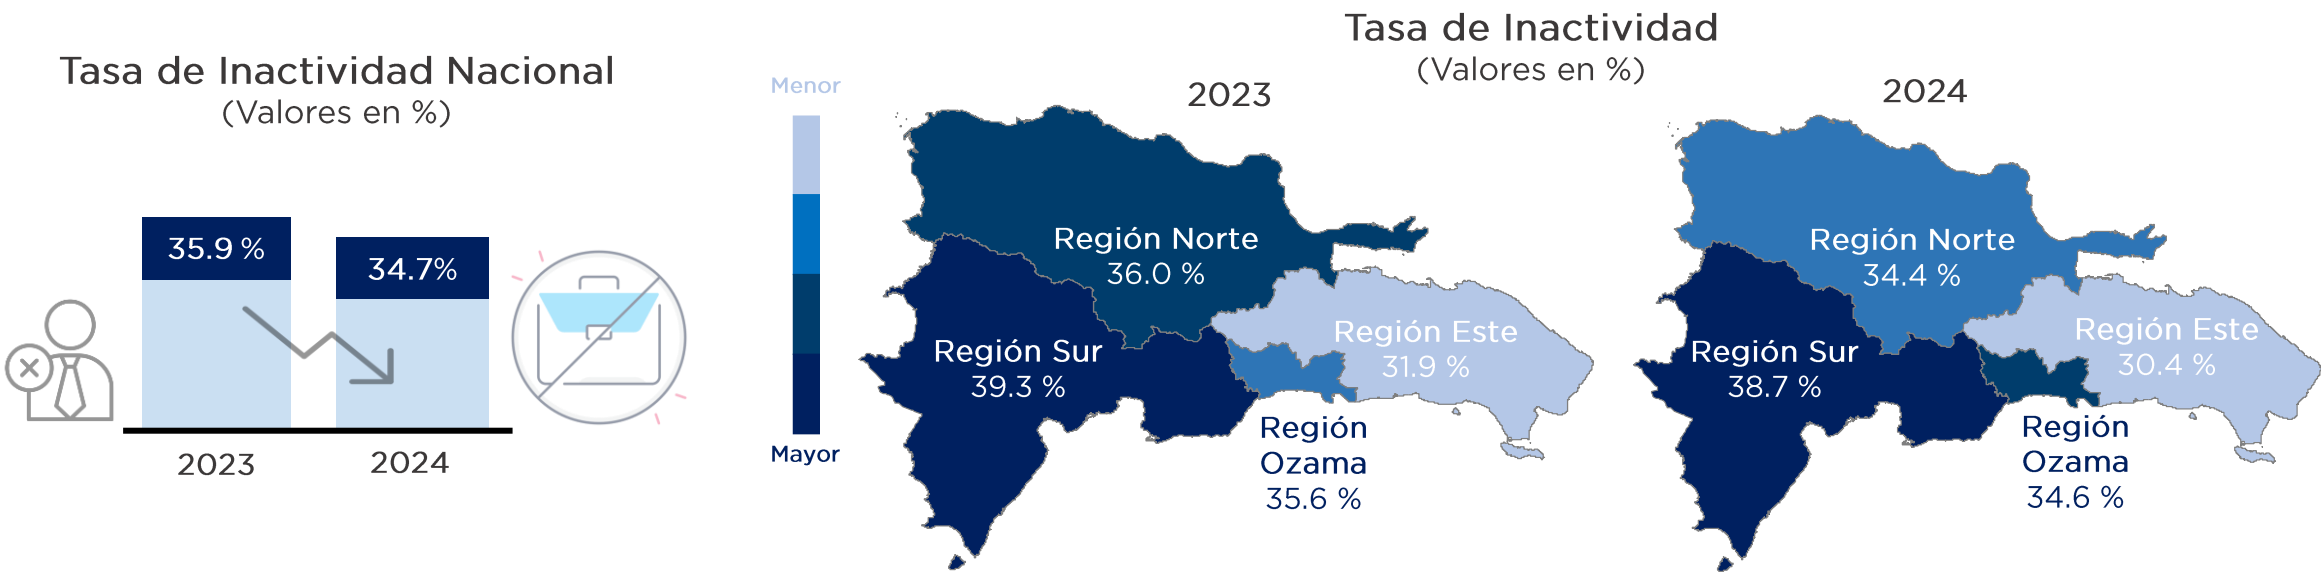 Tasa de Inactividad Nacional
(Valores en %)
35.9 %
34.7%
2023
2024
Tasa de Inactividad
(Valores en %)
Menor
Mayor
2023
Región Norte
36.0 %
Región Este
31.9 %
Región Sur
39.3 %
Región
Ozama
35.6 %
2024
Región Norte
34.4 %
Región Este
30.4 %
Región Sur
38.7 %
Región
Ozama
34.6 %